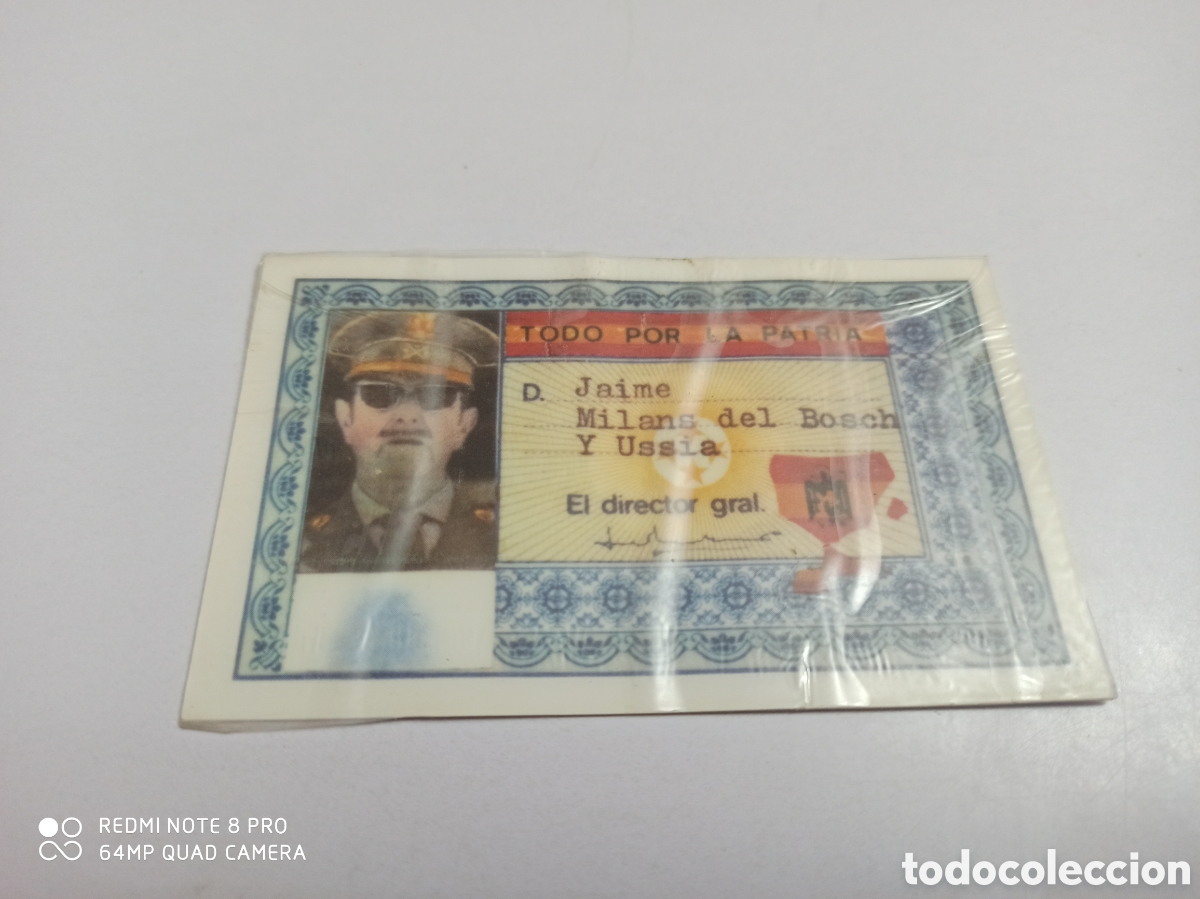 TODO POR LA PATRIA
D. Jaime
Milans del Bosch
Y Ussia
El director gral.
REDMI NOTE 8 PRO
64MP QUAD CAMERA
todocoleccion